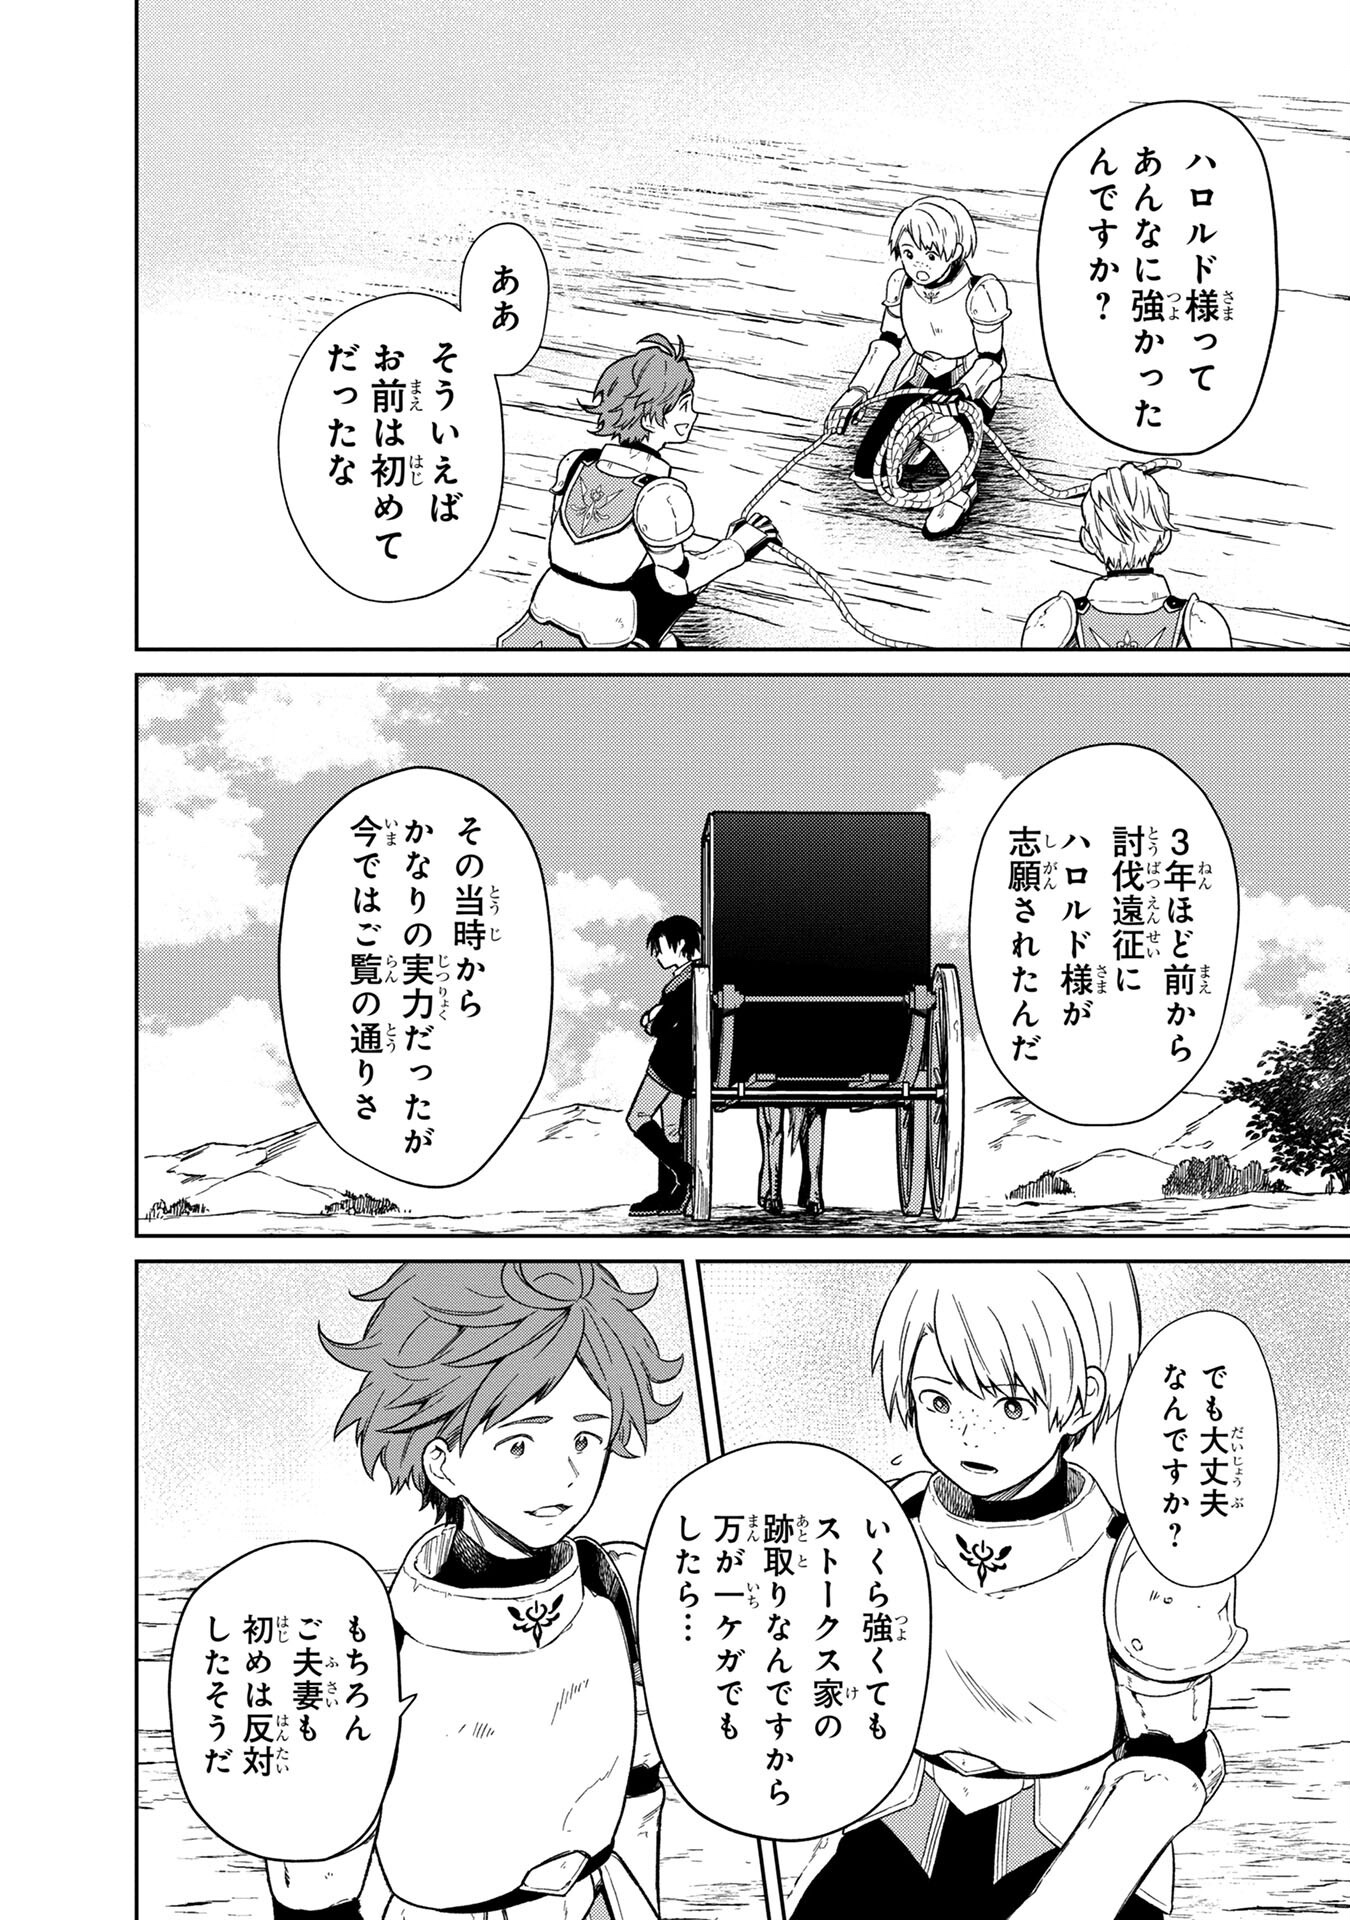 ハロルド様って
あんなに強かった
んですか？
ああ
そういえば
お前は初めて
だったな
3年ほど前から
討伐遠征に
ハロルド様が
志願されたんだ
その当時から
かなりの実力だったが
今ではご覧の通りさ
でも大丈夫
なんですか？
いくら強くても
ストークス家の
跡取りなんですから
万が一ケガでも
したら…
もちろん
ご夫妻も
初めは反対
したそうだ